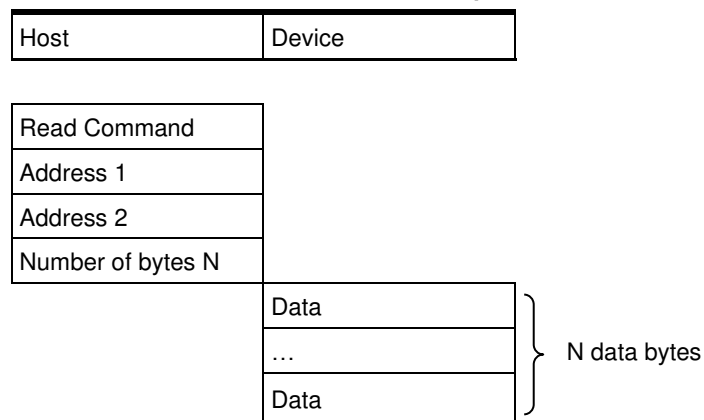 Host Device
Read Command
Address 1
Address 2
Number of bytes N
Data
… N data bytes
Data